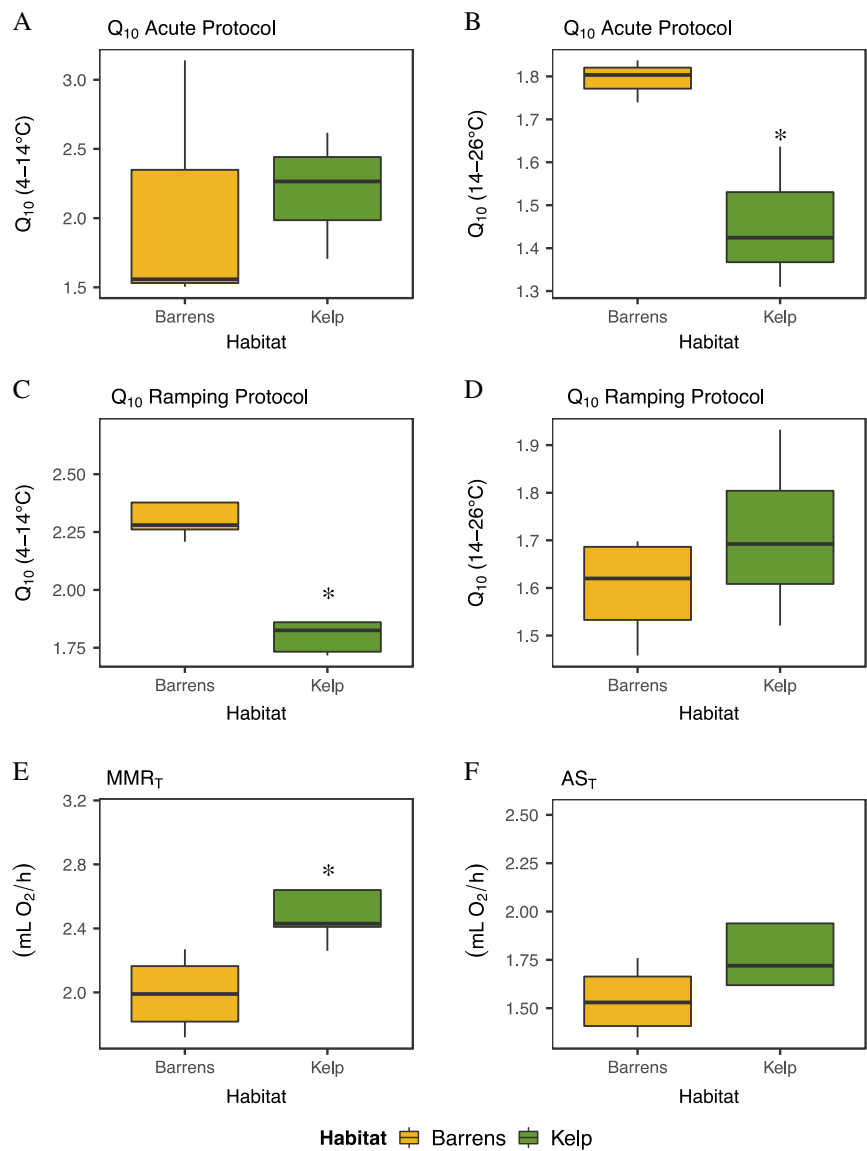 A
Q₁₀ Acute Protocol
Q₁₀ (4–14°C)
3.0
2.5
2.0
1.5
Barrens
Kelp
Habitat
B
Q₁₀ Acute Protocol
Q₁₀ (14–26°C)
1.8
1.7
1.6
1.5
1.4
1.3
*
Barrens
Kelp
Habitat
C
Q₁₀ Ramping Protocol
Q₁₀ (4–14°C)
2.50
2.25
2.00
1.75
*
Barrens
Kelp
Habitat
D
Q₁₀ Ramping Protocol
Q₁₀ (14–26°C)
1.9
1.8
1.7
1.6
1.5
Barrens
Kelp
Habitat
E
MMR_T
(mL O₂/h)
3.2
2.8
2.4
2.0
*
Barrens
Kelp
Habitat
F
AS_T
(mL O₂/h)
2.50
2.25
2.00
1.75
1.50
Barrens
Kelp
Habitat
Habitat Barrens Kelp